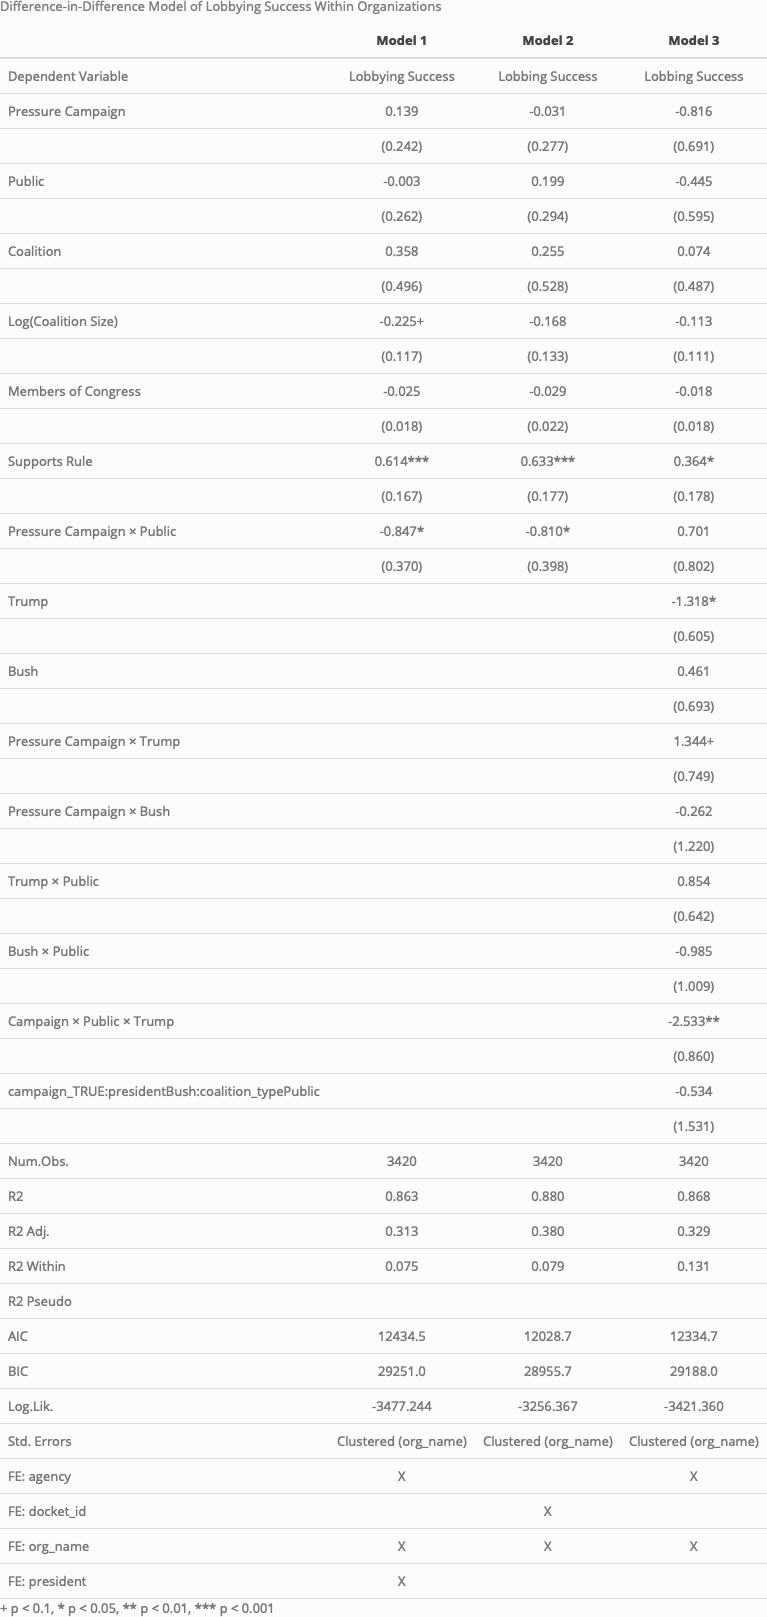 Difference-in-Difference Model of Lobbying Success Within Organizations
Model 1 Model 2 Model 3
Dependent Variable Lobbying Success Lobbing Success Lobbing Success
Pressure Campaign 0.139 -0.031 -0.816
(0.242) (0.277) (0.691)
Public -0.003 0.199 -0.445
(0.262) (0.294) (0.595)
Coalition 0.358 0.255 0.074
(0.496) (0.528) (0.487)
Log(Coalition Size) -0.225+ -0.168 -0.113
(0.117) (0.133) (0.111)
Members of Congress -0.025 -0.029 -0.018
(0.018) (0.022) (0.018)
Supports Rule 0.614*** 0.633*** 0.364*
(0.167) (0.177) (0.178)
Pressure Campaign × Public -0.847* -0.810* 0.701
(0.370) (0.398) (0.802)
Trump -1.318*
(0.605)
Bush 0.461
(0.693)
Pressure Campaign × Trump 1.344+
(0.749)
Pressure Campaign × Bush -0.262
(1.220)
Trump × Public 0.854
(0.642)
Bush × Public -0.985
(1.009)
Campaign × Public × Trump -2.533**
(0.860)
campaign_TRUE:presidentBush:coalition_typePublic -0.534
(1.531)
Num.Obs. 3420 3420 3420
R2 0.863 0.880 0.868
R2 Adj. 0.313 0.380 0.329
R2 Within 0.075 0.079 0.131
R2 Pseudo
AIC 12434.5 12028.7 12334.7
BIC 29251.0 28955.7 29188.0
Log.Lik. -3477.244 -3256.367 -3421.360
Std. Errors Clustered (org_name) Clustered (org_name) Clustered (org_name)
FE: agency X X
FE: docket_id X
FE: org_name X X X
FE: president X
+ p < 0.1, * p < 0.05, ** p < 0.01, *** p < 0.001